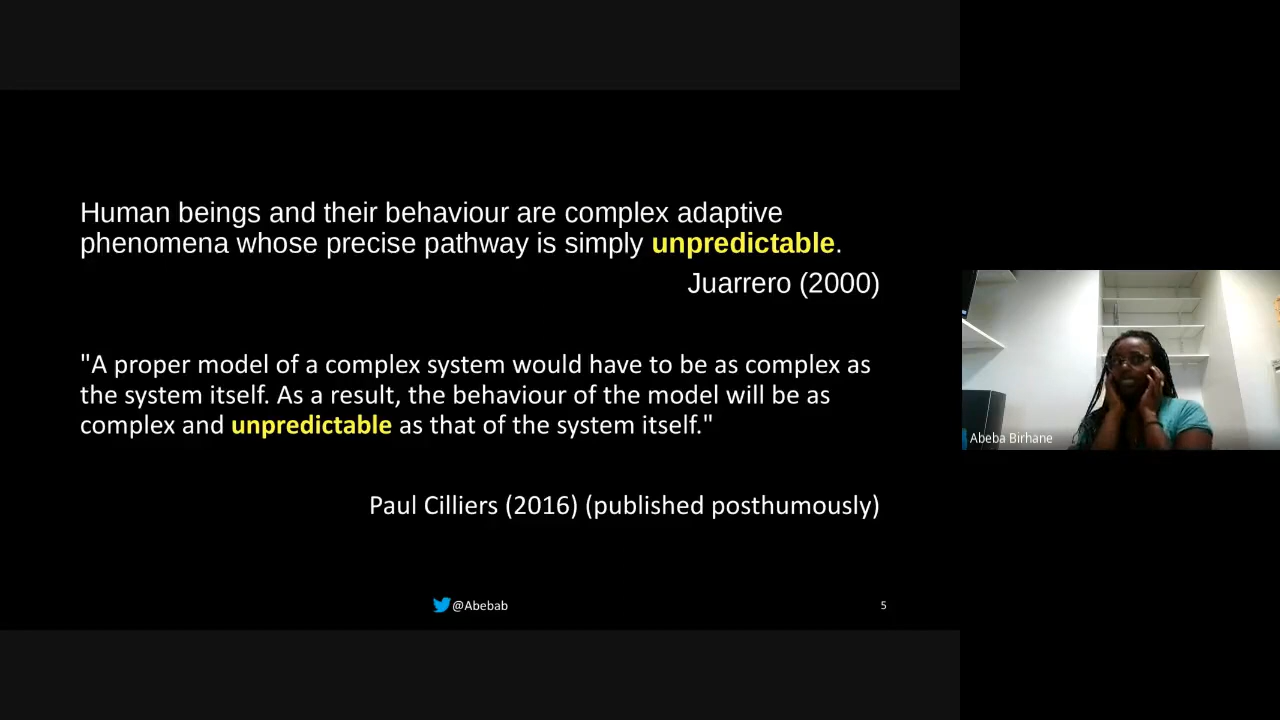 Human beings and their behaviour are complex adaptive
phenomena whose precise pathway is simply unpredictable.
Juarrero (2000)
"A proper model of a complex system would have to be as complex as
the system itself. As a result, the behaviour of the model will be as
complex and unpredictable as that of the system itself."
Abeba Birhane
Paul Cilliers (2016) (published posthumously)
@Abebab
5